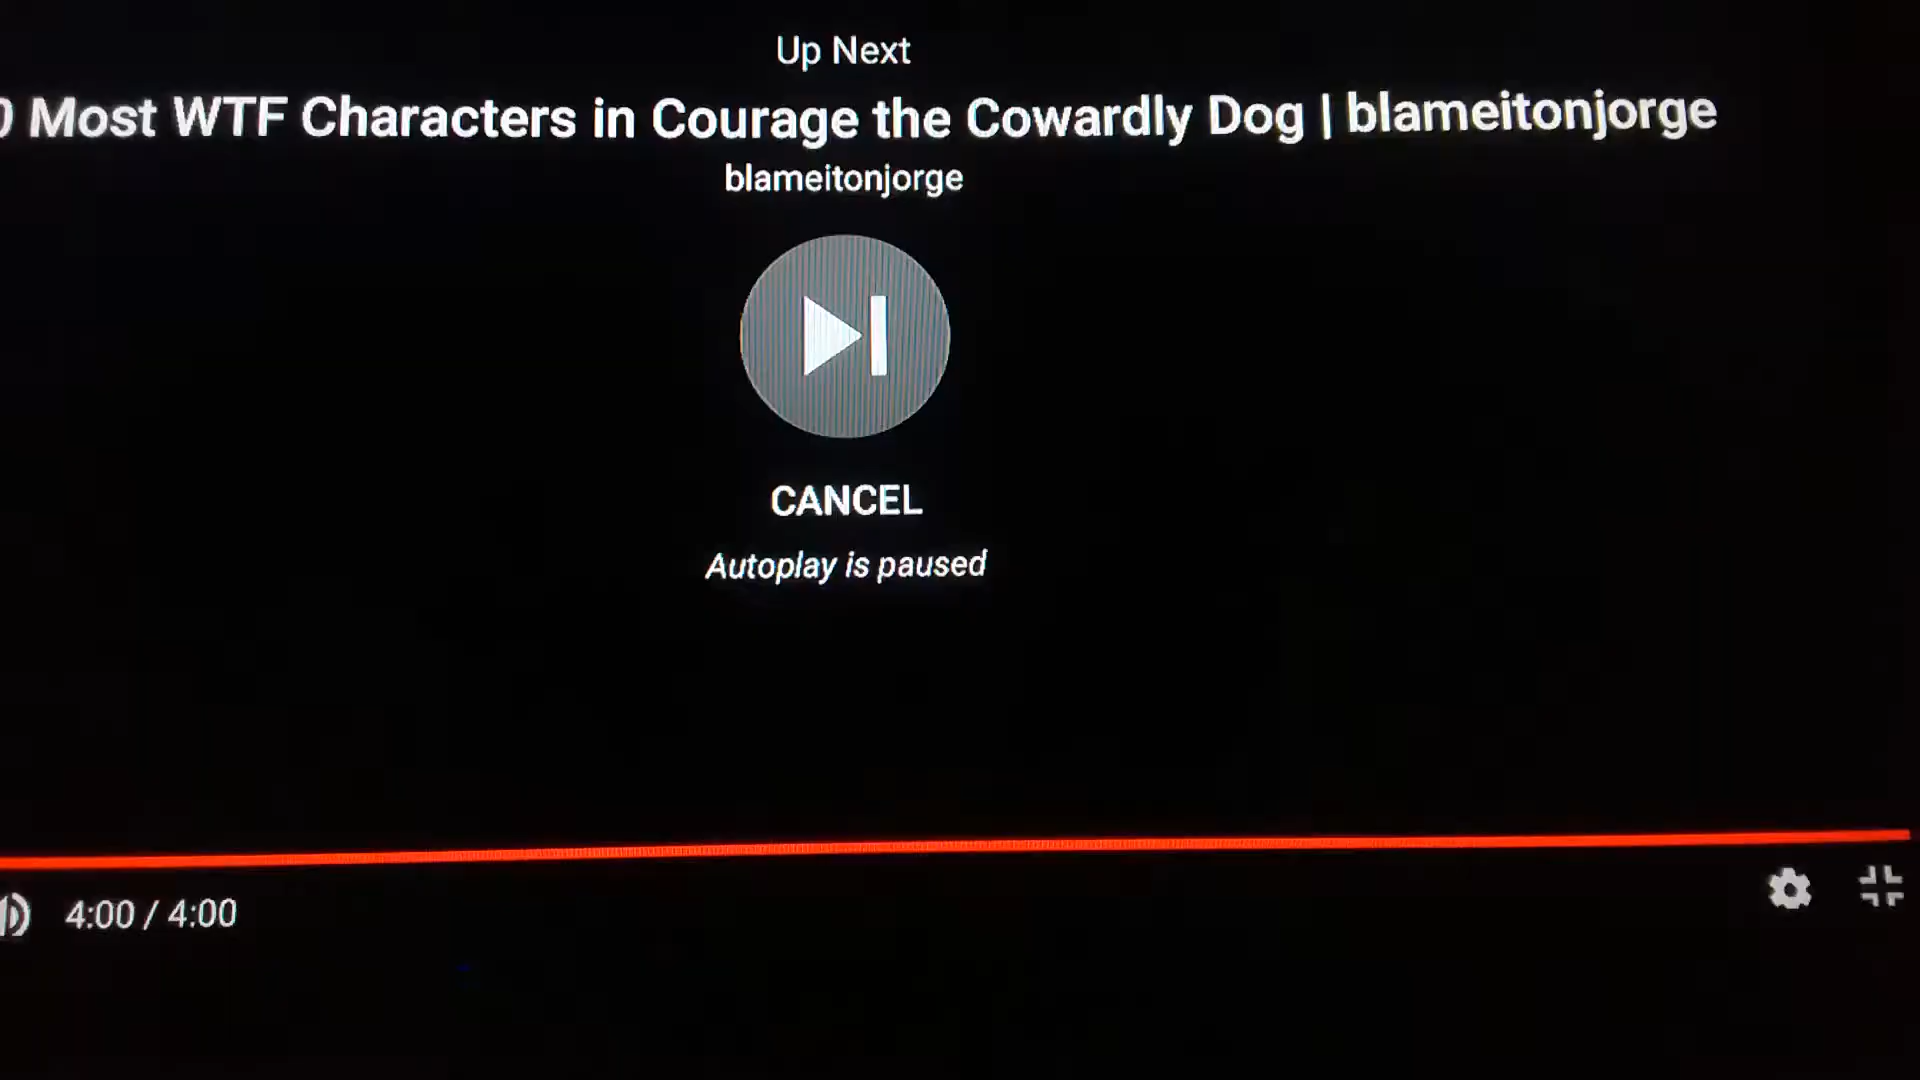 Up Next
0 Most WTF Characters in Courage the Cowardly Dog | blameitonjorge
blameitonjorge
CANCEL
Autoplay is paused
4:00 / 4:00